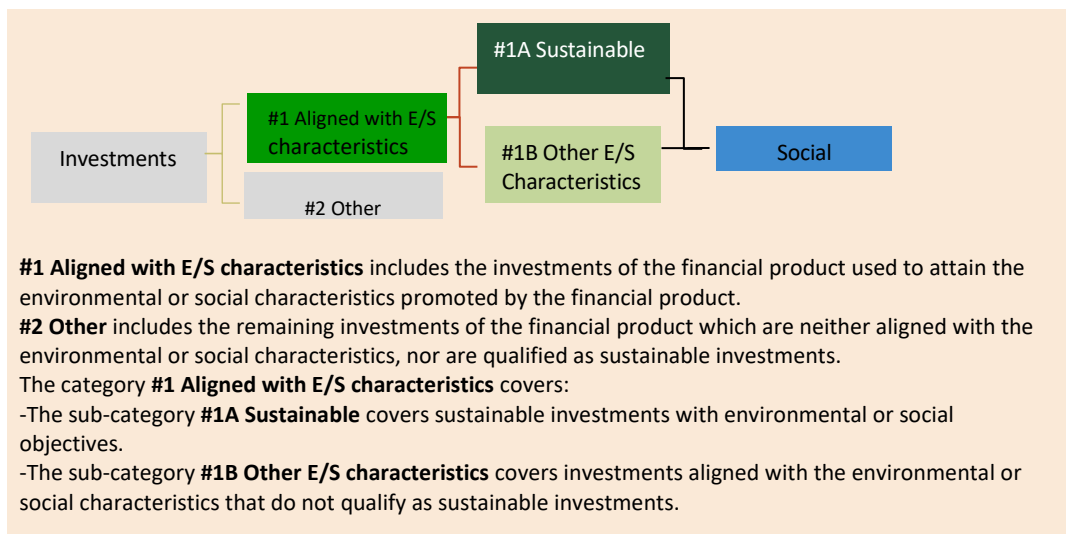 #1A Sustainable
#1 Aligned with E/S
characteristics
Investments
#1B Other E/S
Characteristics
Social
#2 Other
#1 Aligned with E/S characteristics includes the investments of the financial product used to attain the
environmental or social characteristics promoted by the financial product.
#2 Other includes the remaining investments of the financial product which are neither aligned with the
environmental or social characteristics, nor are qualified as sustainable investments.
The category #1 Aligned with E/S characteristics covers:
-The sub-category #1A Sustainable covers sustainable investments with environmental or social
objectives.
-The sub-category #1B Other E/S characteristics covers investments aligned with the environmental or
social characteristics that do not qualify as sustainable investments.